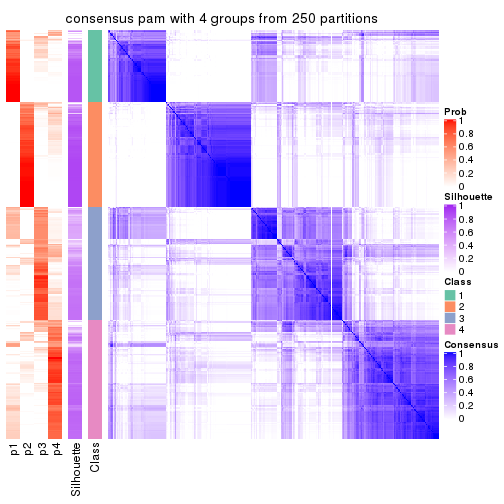 consensus pam with 4 groups from 250 partitions
Prob
1
0.8
0.6
0.4
0.2
0
Silhouette
1
0.8
0.6
0.4
0.2
0
Class
1
2
3
4
Consensus
1
0.8
0.6
0.4
0.2
0
p1
p2
p3
p4
Silhouette
Class